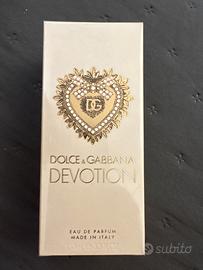 DG
DOLCE & GABBANA
DEVOTION
EAU DE PARFUM
MADE IN ITALY
subito